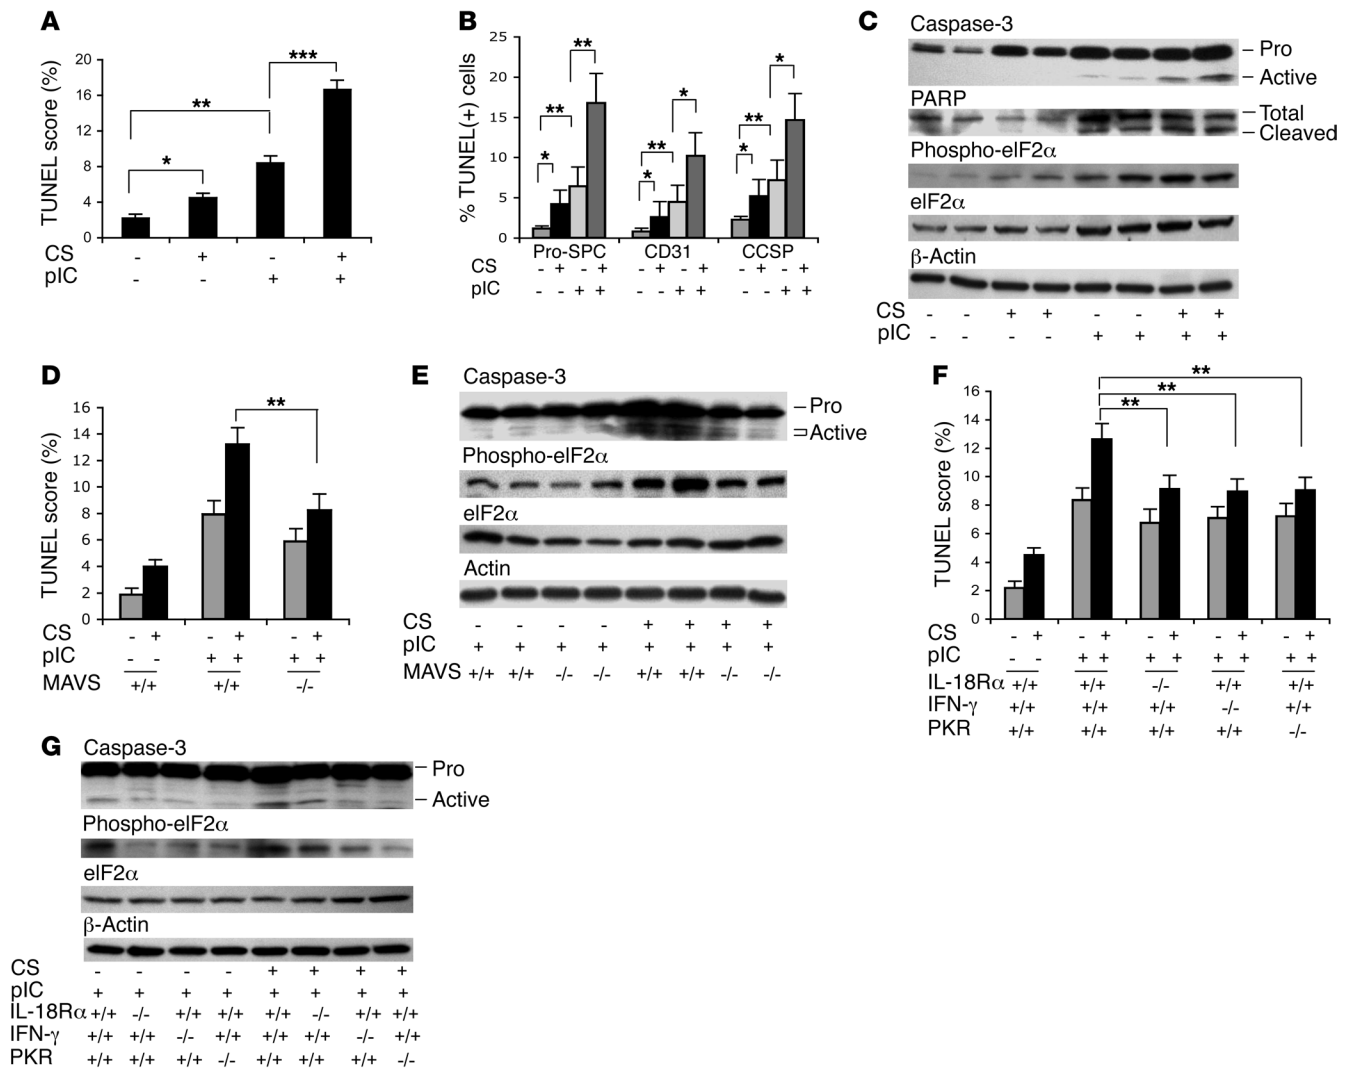 A
TUNEL score (%)
20
16
12
8
4
0
*
**
***
CS - + - +
pIC - - + +
B
% TUNEL(+) cells
25
20
15
10
5
0
* ** **
* ** *
* ** *
Pro-SPC CD31 CCSP
CS - + - + - + - + - + - +
pIC - - + + - - + + - - + +
C
Caspase-3
Pro
Active
PARP
Total
Cleaved
Phospho-eIF2α
eIF2α
β-Actin
CS - - + + - - + +
pIC - - - - + + + +
D
TUNEL score (%)
16
14
12
10
8
6
4
2
0
**
CS - + - + - +
pIC - - + + + +
MAVS +/+ +/+ -/-
E
Caspase-3
Pro
Active
Phospho-eIF2α
eIF2α
Actin
CS - - - - + + + +
pIC + + + + + + + +
MAVS +/+ +/+ -/- -/- +/+ +/+ -/- -/-
F
TUNEL score (%)
16
14
12
10
8
6
4
2
0
**
**
**
CS - + - + - + - + - +
pIC - - + + + + + + + +
IL-18Rα +/+ +/+ -/- +/+ +/+
IFN-γ +/+ +/+ +/+ -/- +/+
PKR +/+ +/+ +/+ +/+ -/-
G
Caspase-3
Pro
Active
Phospho-eIF2α
eIF2α
β-Actin
CS - - - - + + + +
pIC + + + + + + + +
IL-18Rα +/+ -/- +/+ +/+ +/+ -/- +/+ +/+
IFN-γ +/+ +/+ -/- +/+ +/+ +/+ -/- +/+
PKR +/+ +/+ +/+ -/- +/+ +/+ +/+ -/-